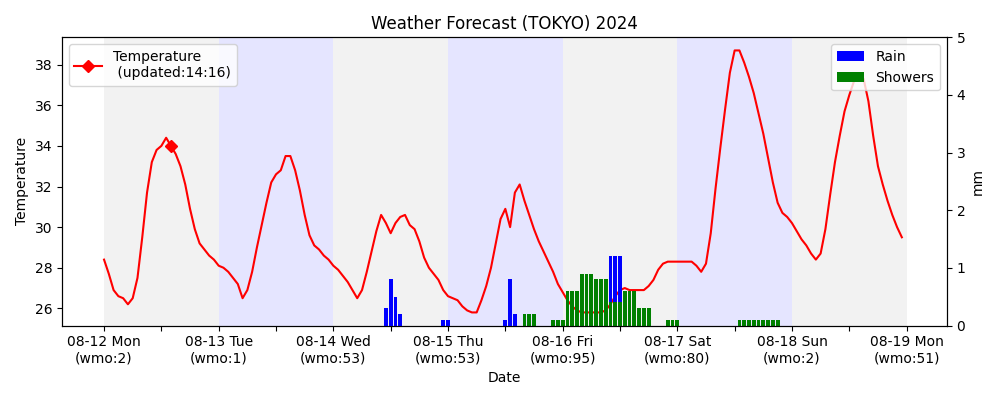 Weather Forecast (TOKYO) 2024
Temperature
(updated:14:16)
Rain
Showers
Temperature
38
36
34
32
30
28
26
5
4
3
2
1
0
mm
08-12 Mon
(wmo:2)
08-13 Tue
(wmo:1)
08-14 Wed
(wmo:53)
08-15 Thu
(wmo:53)
08-16 Fri
(wmo:95)
08-17 Sat
(wmo:80)
08-18 Sun
(wmo:2)
08-19 Mon
(wmo:51)
Date